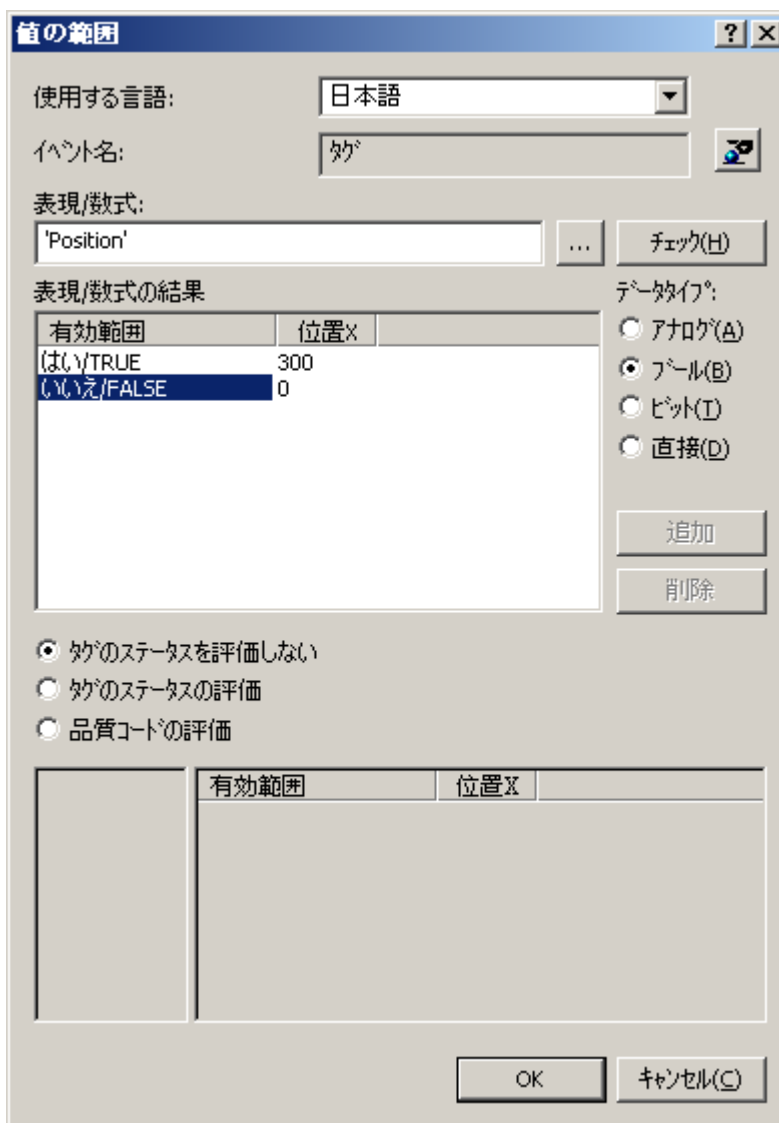 値の範囲
使用する言語: 日本語
イベント名: タグ
表現/数式:
'Position' ... チェック(H)
表現/数式の結果 データタイプ:
有効範囲 位置X
はい/TRUE 300
いいえ/FALSE 0
アナログ(A)
ブール(B)
ビット(T)
直接(D)
追加
削除
タグのステータスを評価しない
タグのステータスの評価
品質コードの評価
有効範囲 位置X
OK キャンセル(C)